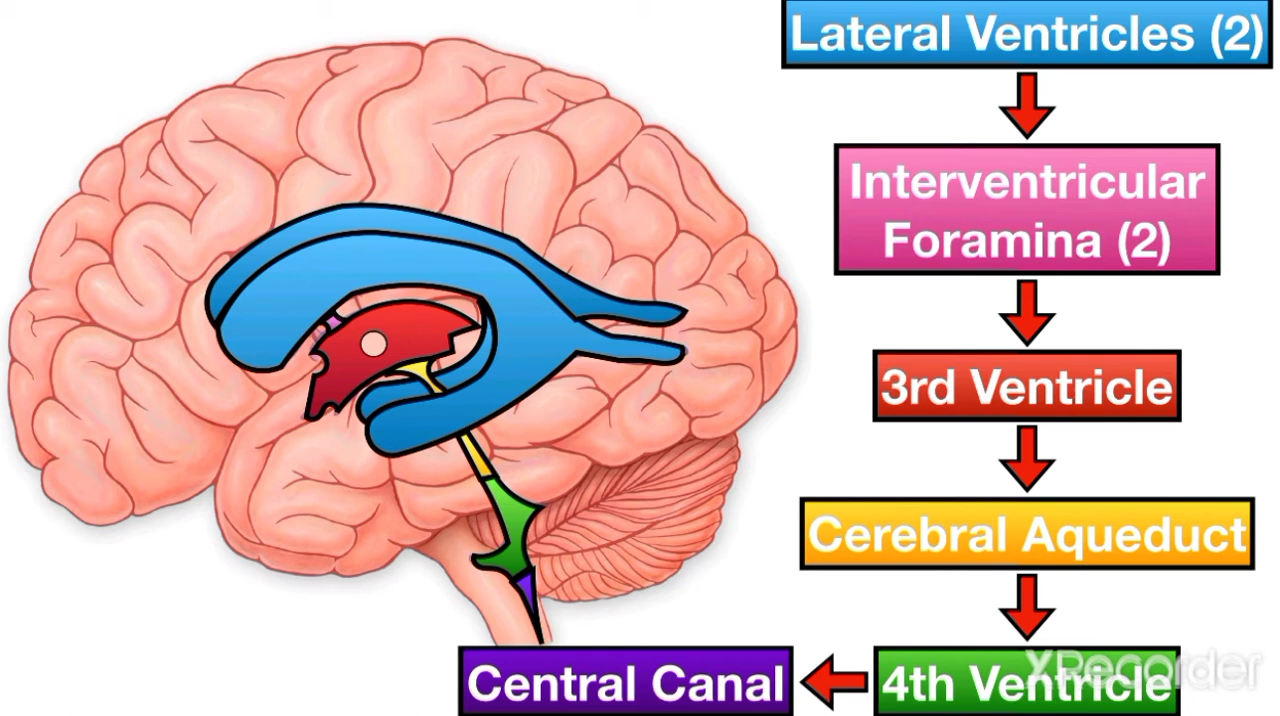 Lateral Ventricles (2)
Interventricular
Foramina (2)
3rd Ventricle
Cerebral Aqueduct
4th Ventricle
Central Canal
XRecorder